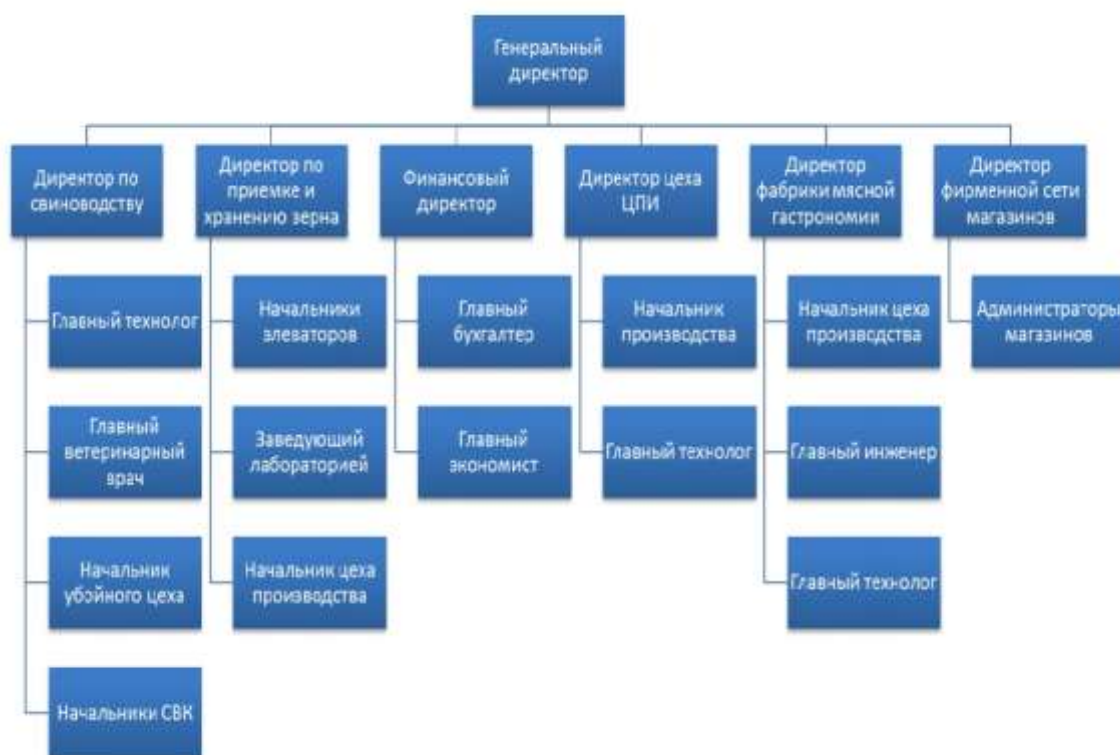 Генеральный
директор
Директор по
свиноводству
Директор по
приемке и
хранению зерна
Финансовый
директор
Директор цеха
ЦПИ
Директор
фабрики мясной
гастрономии
Директор
фирменной сети
магазинов
Главный технолог
Начальники
элеваторов
Главный
бухгалтер
Начальник
производства
Начальник цеха
производства
Администраторы
магазинов
Главный
ветеринарный
врач
Заведующий
лабораторией
Главный
экономист
Главный технолог
Главный инженер
Начальник
убойного цеха
Начальник цеха
производства
Главный технолог
Начальники СВК